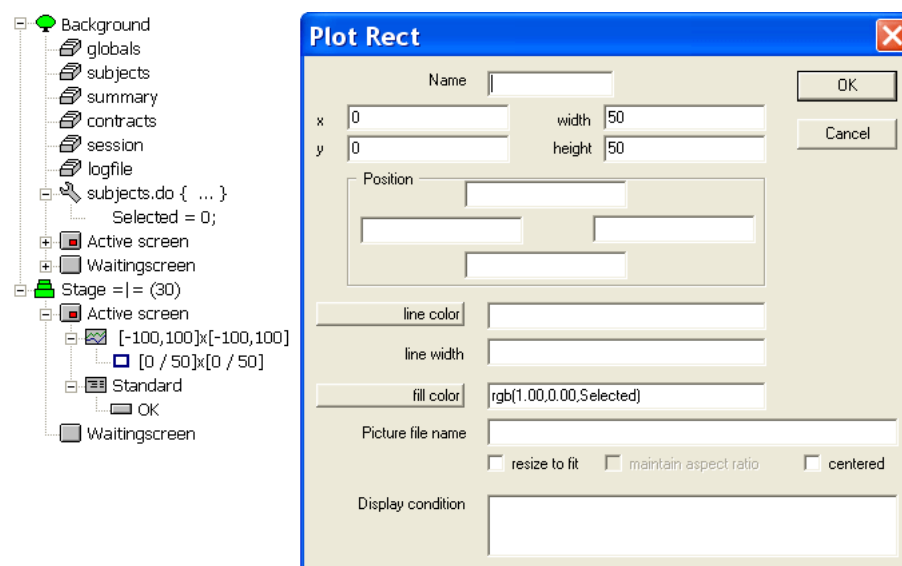 Background
globals
subjects
summary
contracts
session
logfile
subjects.do { ... }
Selected = 0;
Active screen
Waitingscreen
Stage =|= (30)
Active screen
[-100,100]x[-100,100]
[0 / 50]x[0 / 50]
Standard
OK
Waitingscreen
Plot Rect
Name
OK
x 0 width 50
Cancel
y 0 height 50
Position
line color
line width
fill color rgb(1.00,0.00,Selected)
Picture file name
resize to fit maintain aspect ratio centered
Display condition